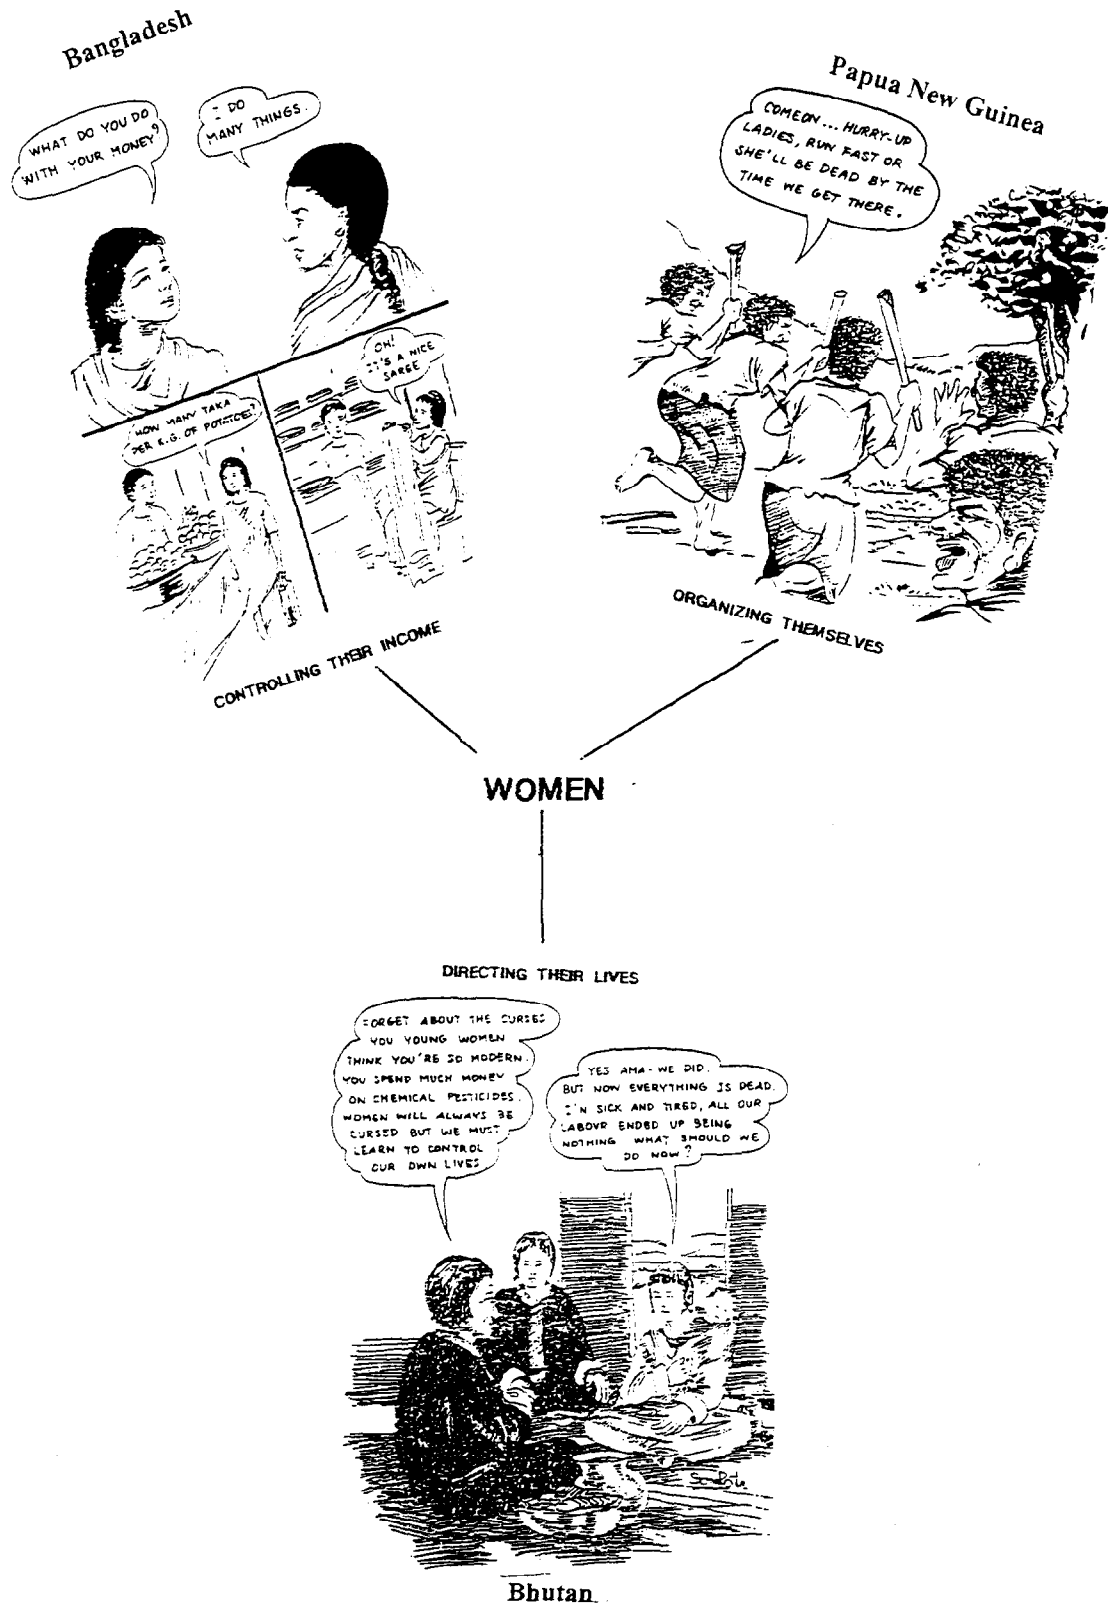 Bangladesh
WHAT DO YOU DO
WITH YOUR MONEY?
I DO
MANY THINGS.
HOW MANY TAKA
PER K.G. OF POTATOES?
OH!
IT'S A NICE
SAREE
CONTROLLING THEIR INCOME
Papua New Guinea
COMEON... HURRY-UP
LADIES, RUN FAST OR
SHE'LL BE DEAD BY THE
TIME WE GET THERE.
ORGANIZING THEMSELVES
WOMEN
DIRECTING THEIR LIVES
FORGET ABOUT THE CURSES
YOU YOUNG WOMEN
THINK YOU'RE SO MODERN.
YOU SPEND MUCH MONEY
ON CHEMICAL PESTICIDES.
WOMEN WILL ALWAYS BE
CURSED BUT WE MUST
LEARN TO CONTROL
OUR OWN LIVES
YES AMA - WE DID.
BUT NOW EVERYTHING IS DEAD.
I'M SICK AND TIRED, ALL OUR
LABOUR ENDED UP BEING
NOTHING WHAT SHOULD WE
DO NOW?
Bhutan